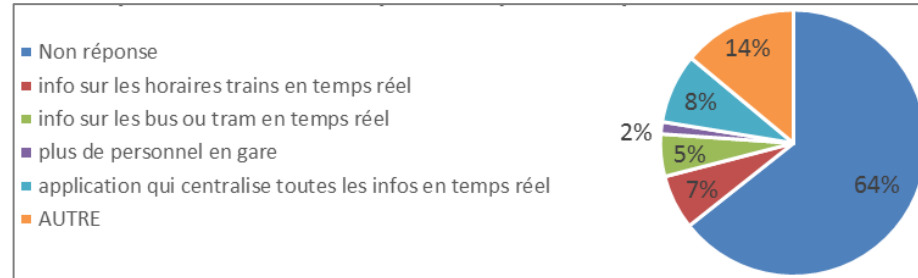 Non réponse
info sur les horaires trains en temps réel
info sur les bus ou tram en temps réel
plus de personnel en gare
application qui centralise toutes les infos en temps réel
AUTRE
14%
8%
2%
5%
7%
64%